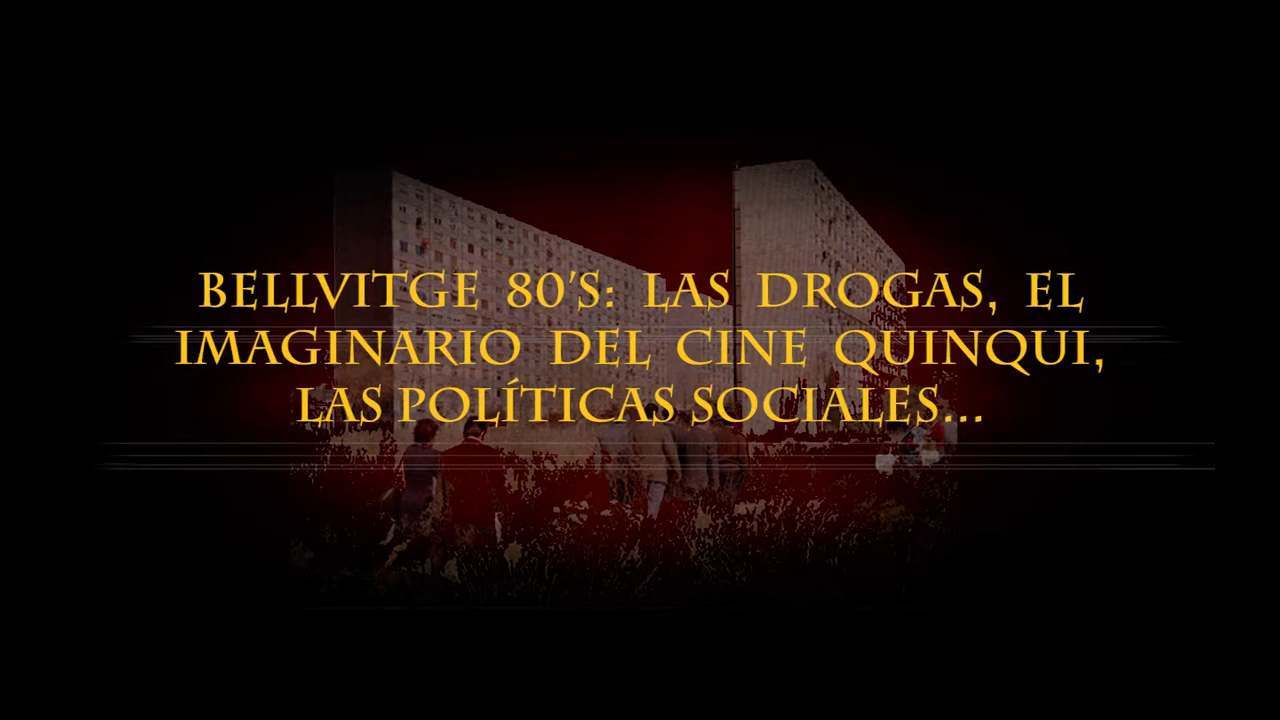 BELLVITGE 80'S: LAS DROGAS, EL
IMAGINARIO DEL CINE QUINQUI,
LAS POLÍTICAS SOCIALES...